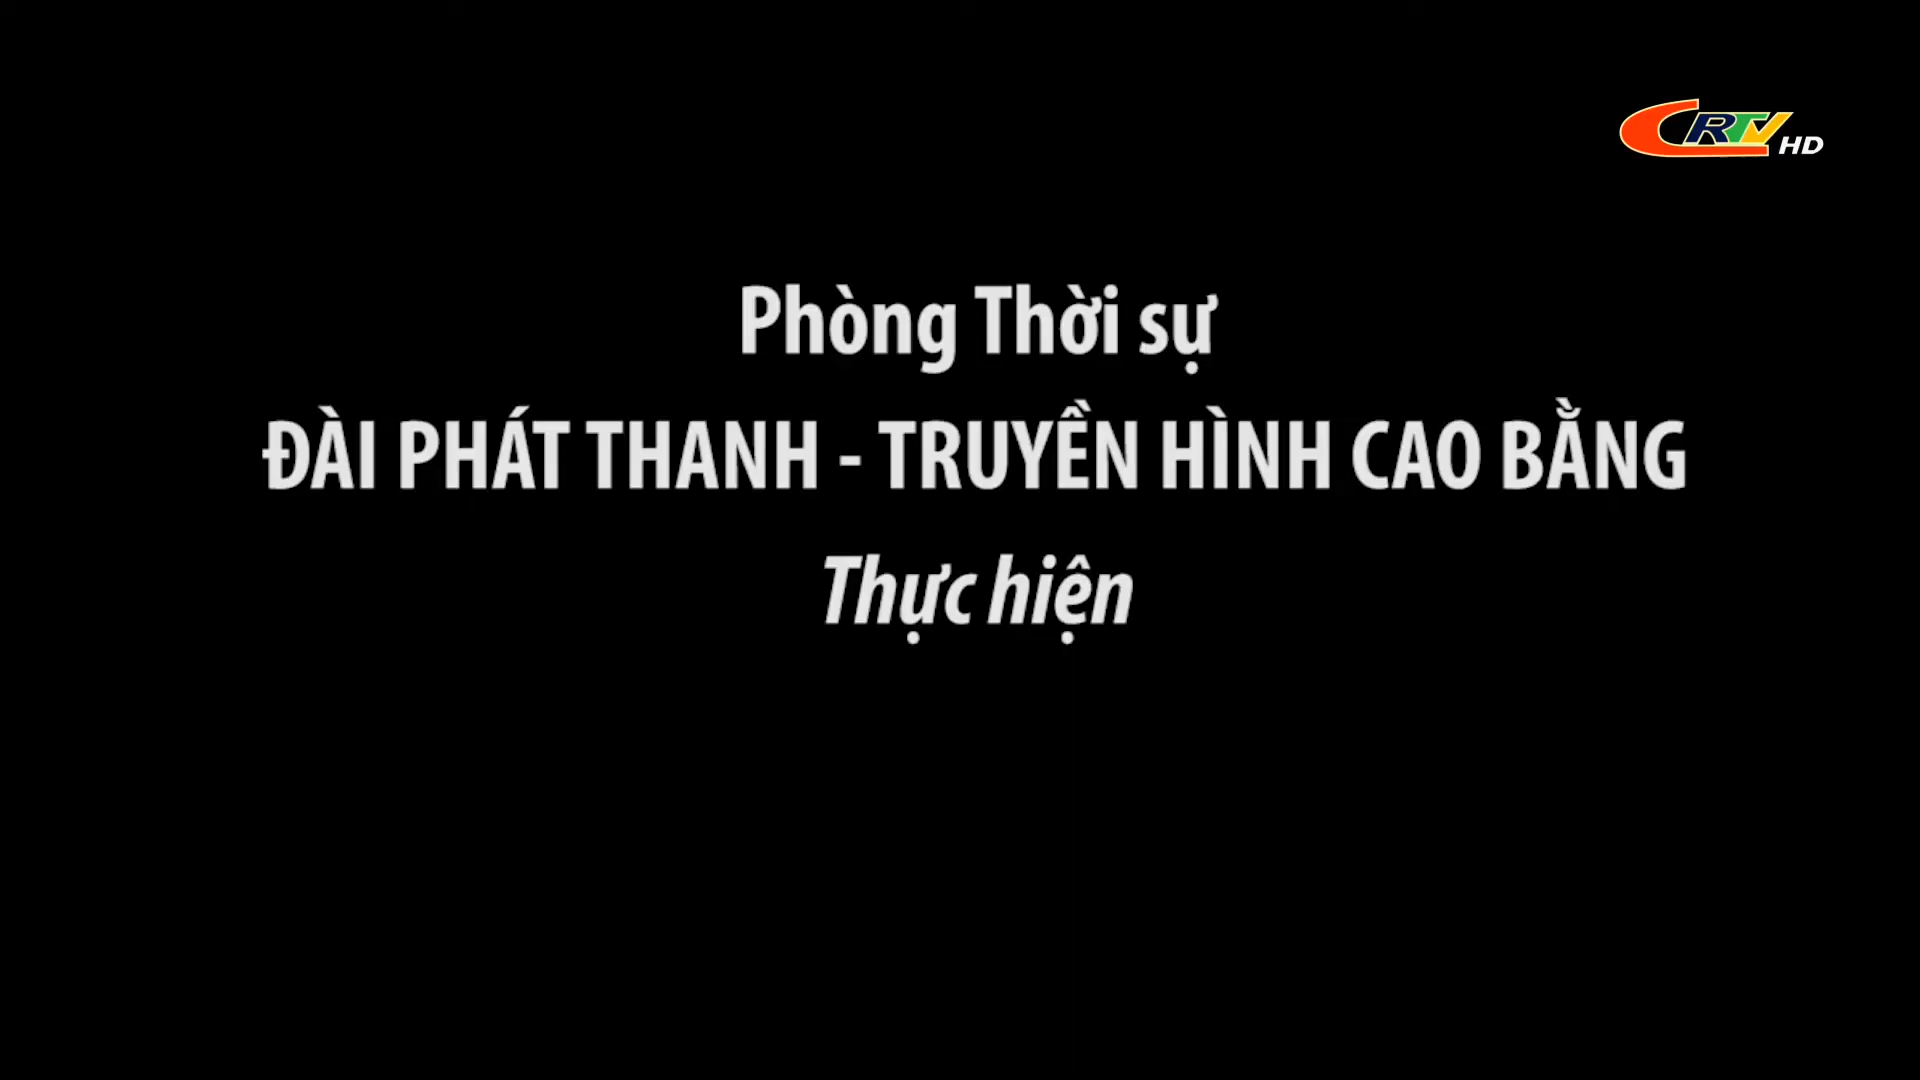 CRTV HD
Phòng Thời sự
ĐÀI PHÁT THANH - TRUYỀN HÌNH CAO BẰNG
Thực hiện